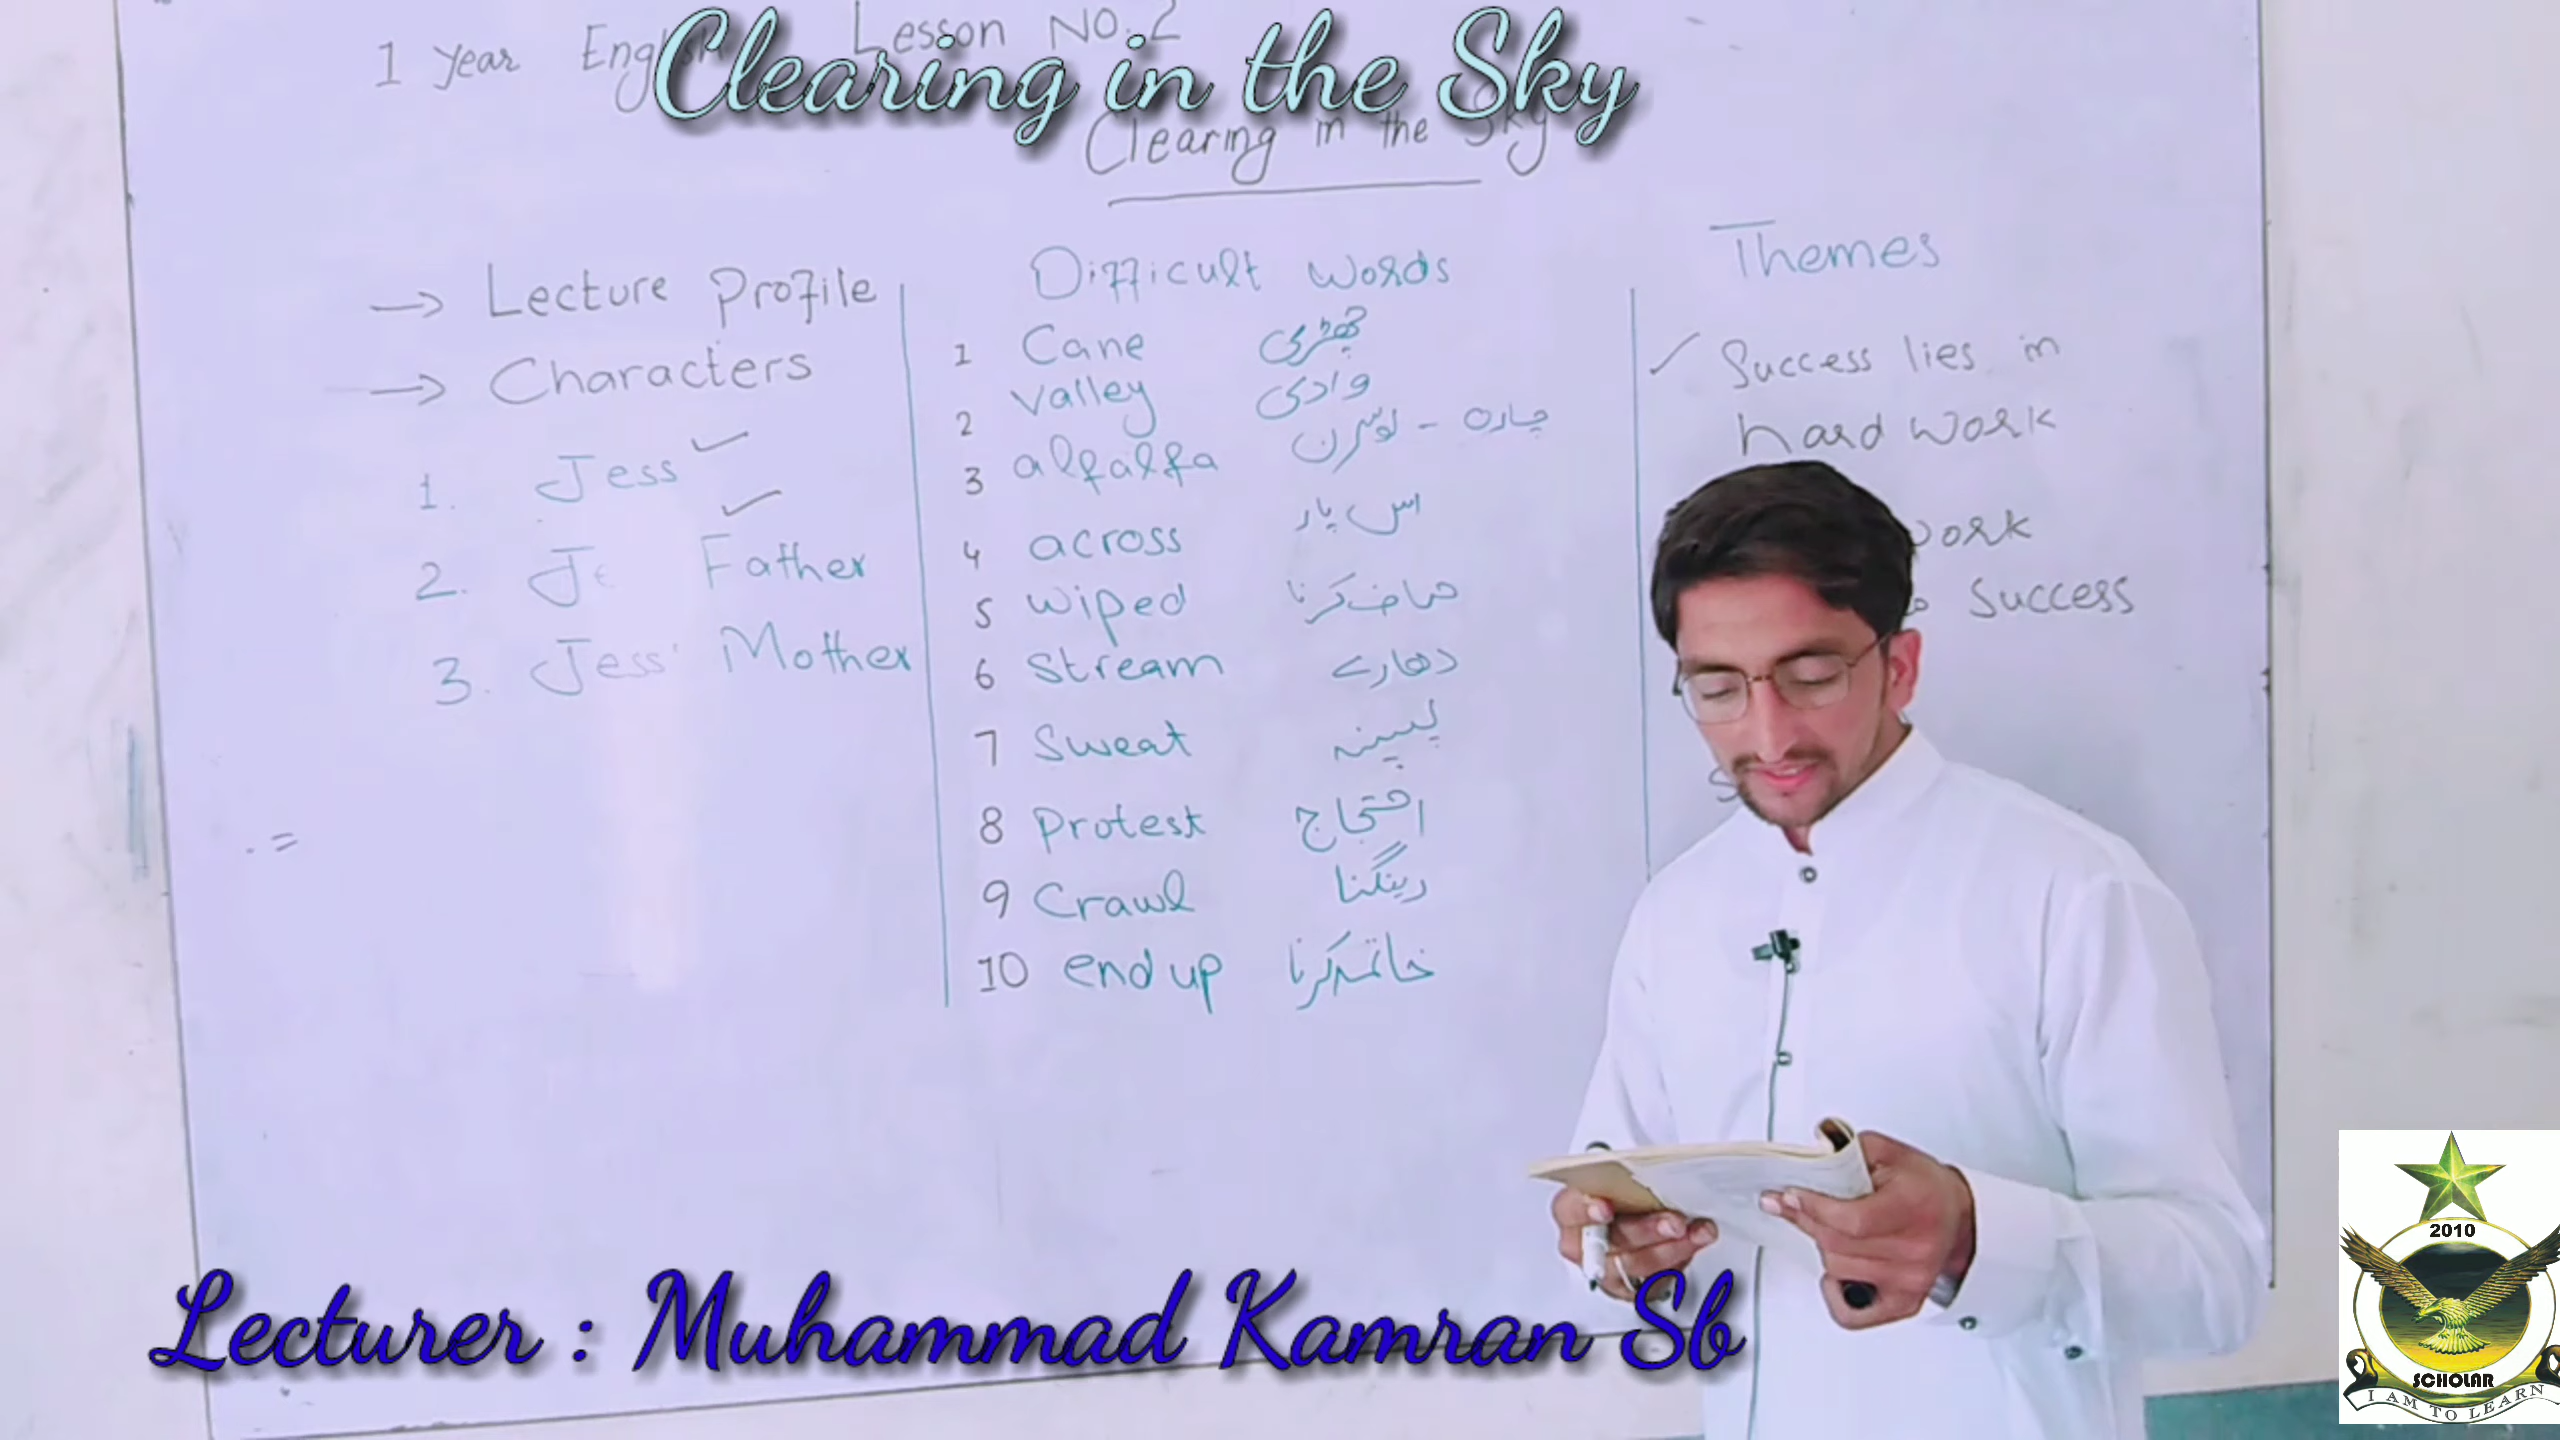 Clearing in the Sky
1 Year English Lesson No. 2
Clearing in the Sky
→ Lecture Profile
→ Characters
1. Jess ✓
2. Je Father ✓
3. Jess' Mother
Difficult words
1 Cane چھڑی
2 Valley وادی
3 alfalfa چارہ - لوسرن
4 across اس پار
5 wiped صاف کرنا
6 Stream دھارے
7 Sweat پسینہ
8 Protest احتجاج
9 Crawl رینگنا
10 end up خاتمہ کرنا
Themes
✓ Success lies in
hard work
work
Success
Lecturer : Muhammad Kamran Sb
2010
SCHOLAR
I AM TO LEARN